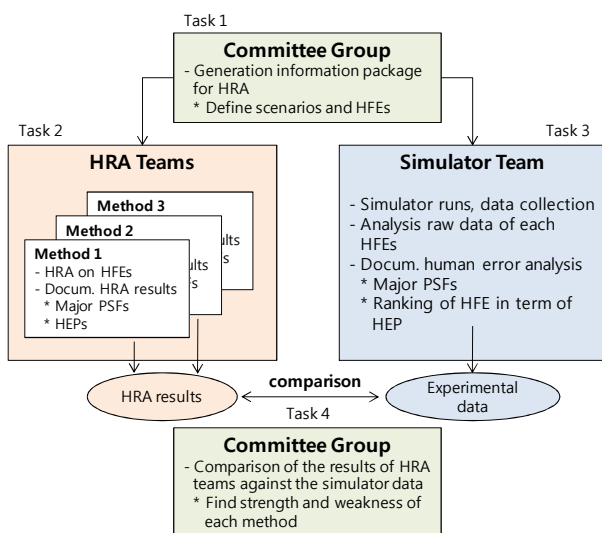 Task 1
Committee Group
- Generation information package
for HRA
* Define scenarios and HFEs
Task 2
HRA Teams
Method 3
Method 2
Method 1
- HRA on HFEs
- Docum. HRA results
* Major PSFs
* HEPs
HRA results
Task 3
Simulator Team
- Simulator runs, data collection
- Analysis raw data of each
HFEs
- Docum. human error analysis
* Major PSFs
* Ranking of HFE in term of
HEP
Experimental
data
comparison
Task 4
Committee Group
- Comparison of the results of HRA
teams against the simulator data
* Find strength and weakness of
each method